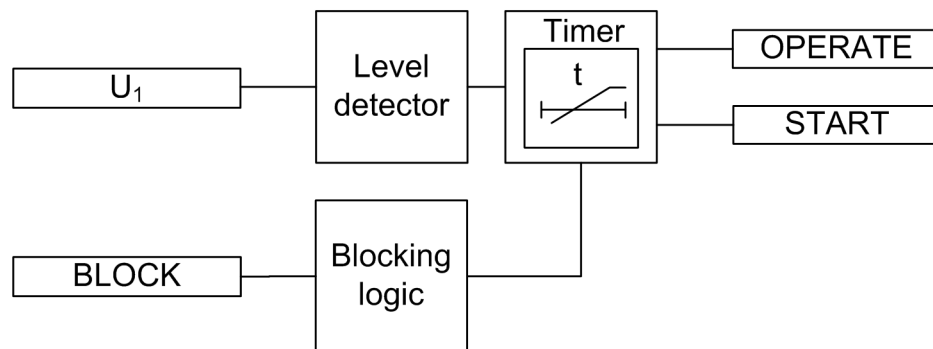 Timer
OPERATE
Level
detector
t
U₁
START
Blocking
logic
BLOCK